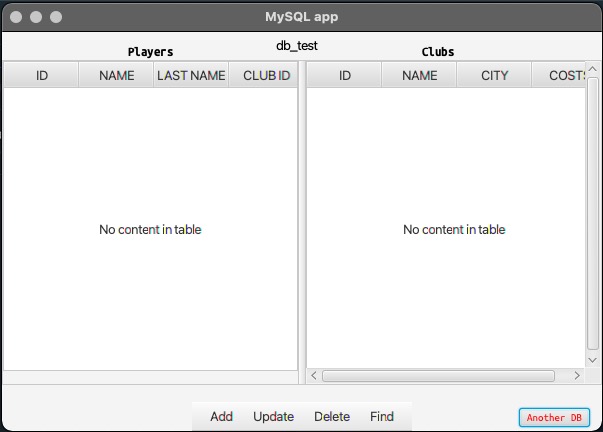 MySQL app
db_test
Players
Clubs
ID NAME LAST NAME CLUB ID
ID NAME CITY COSTS
No content in table
No content in table
Add Update Delete Find
Another DB